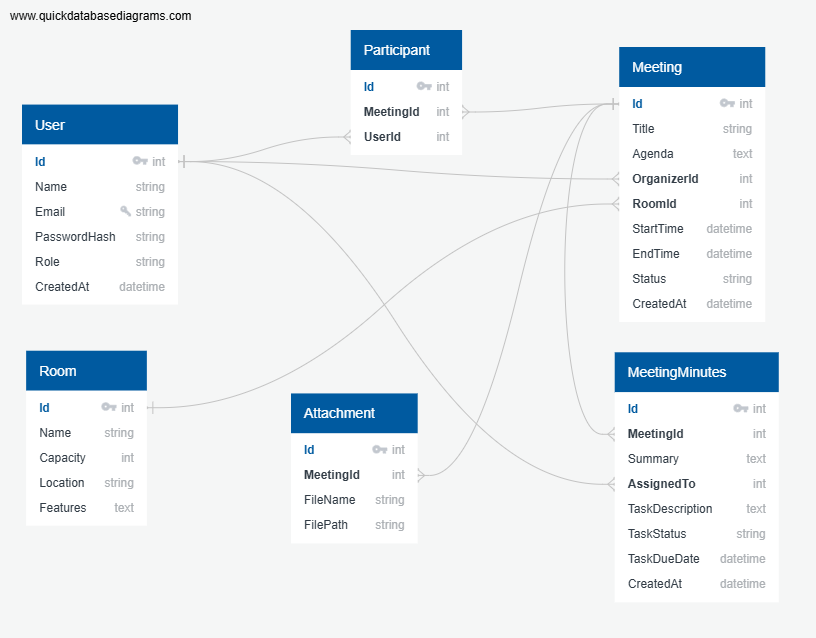 www.quickdatabasediagrams.com
User
Id int
Name string
Email string
PasswordHash string
Role string
CreatedAt datetime
Participant
Id int
MeetingId int
UserId int
Meeting
Id int
Title string
Agenda text
OrganizerId int
RoomId int
StartTime datetime
EndTime datetime
Status string
CreatedAt datetime
Room
Id int
Name string
Capacity int
Location string
Features text
Attachment
Id int
MeetingId int
FileName string
FilePath string
MeetingMinutes
Id int
MeetingId int
Summary text
AssignedTo int
TaskDescription text
TaskStatus string
TaskDueDate datetime
CreatedAt datetime